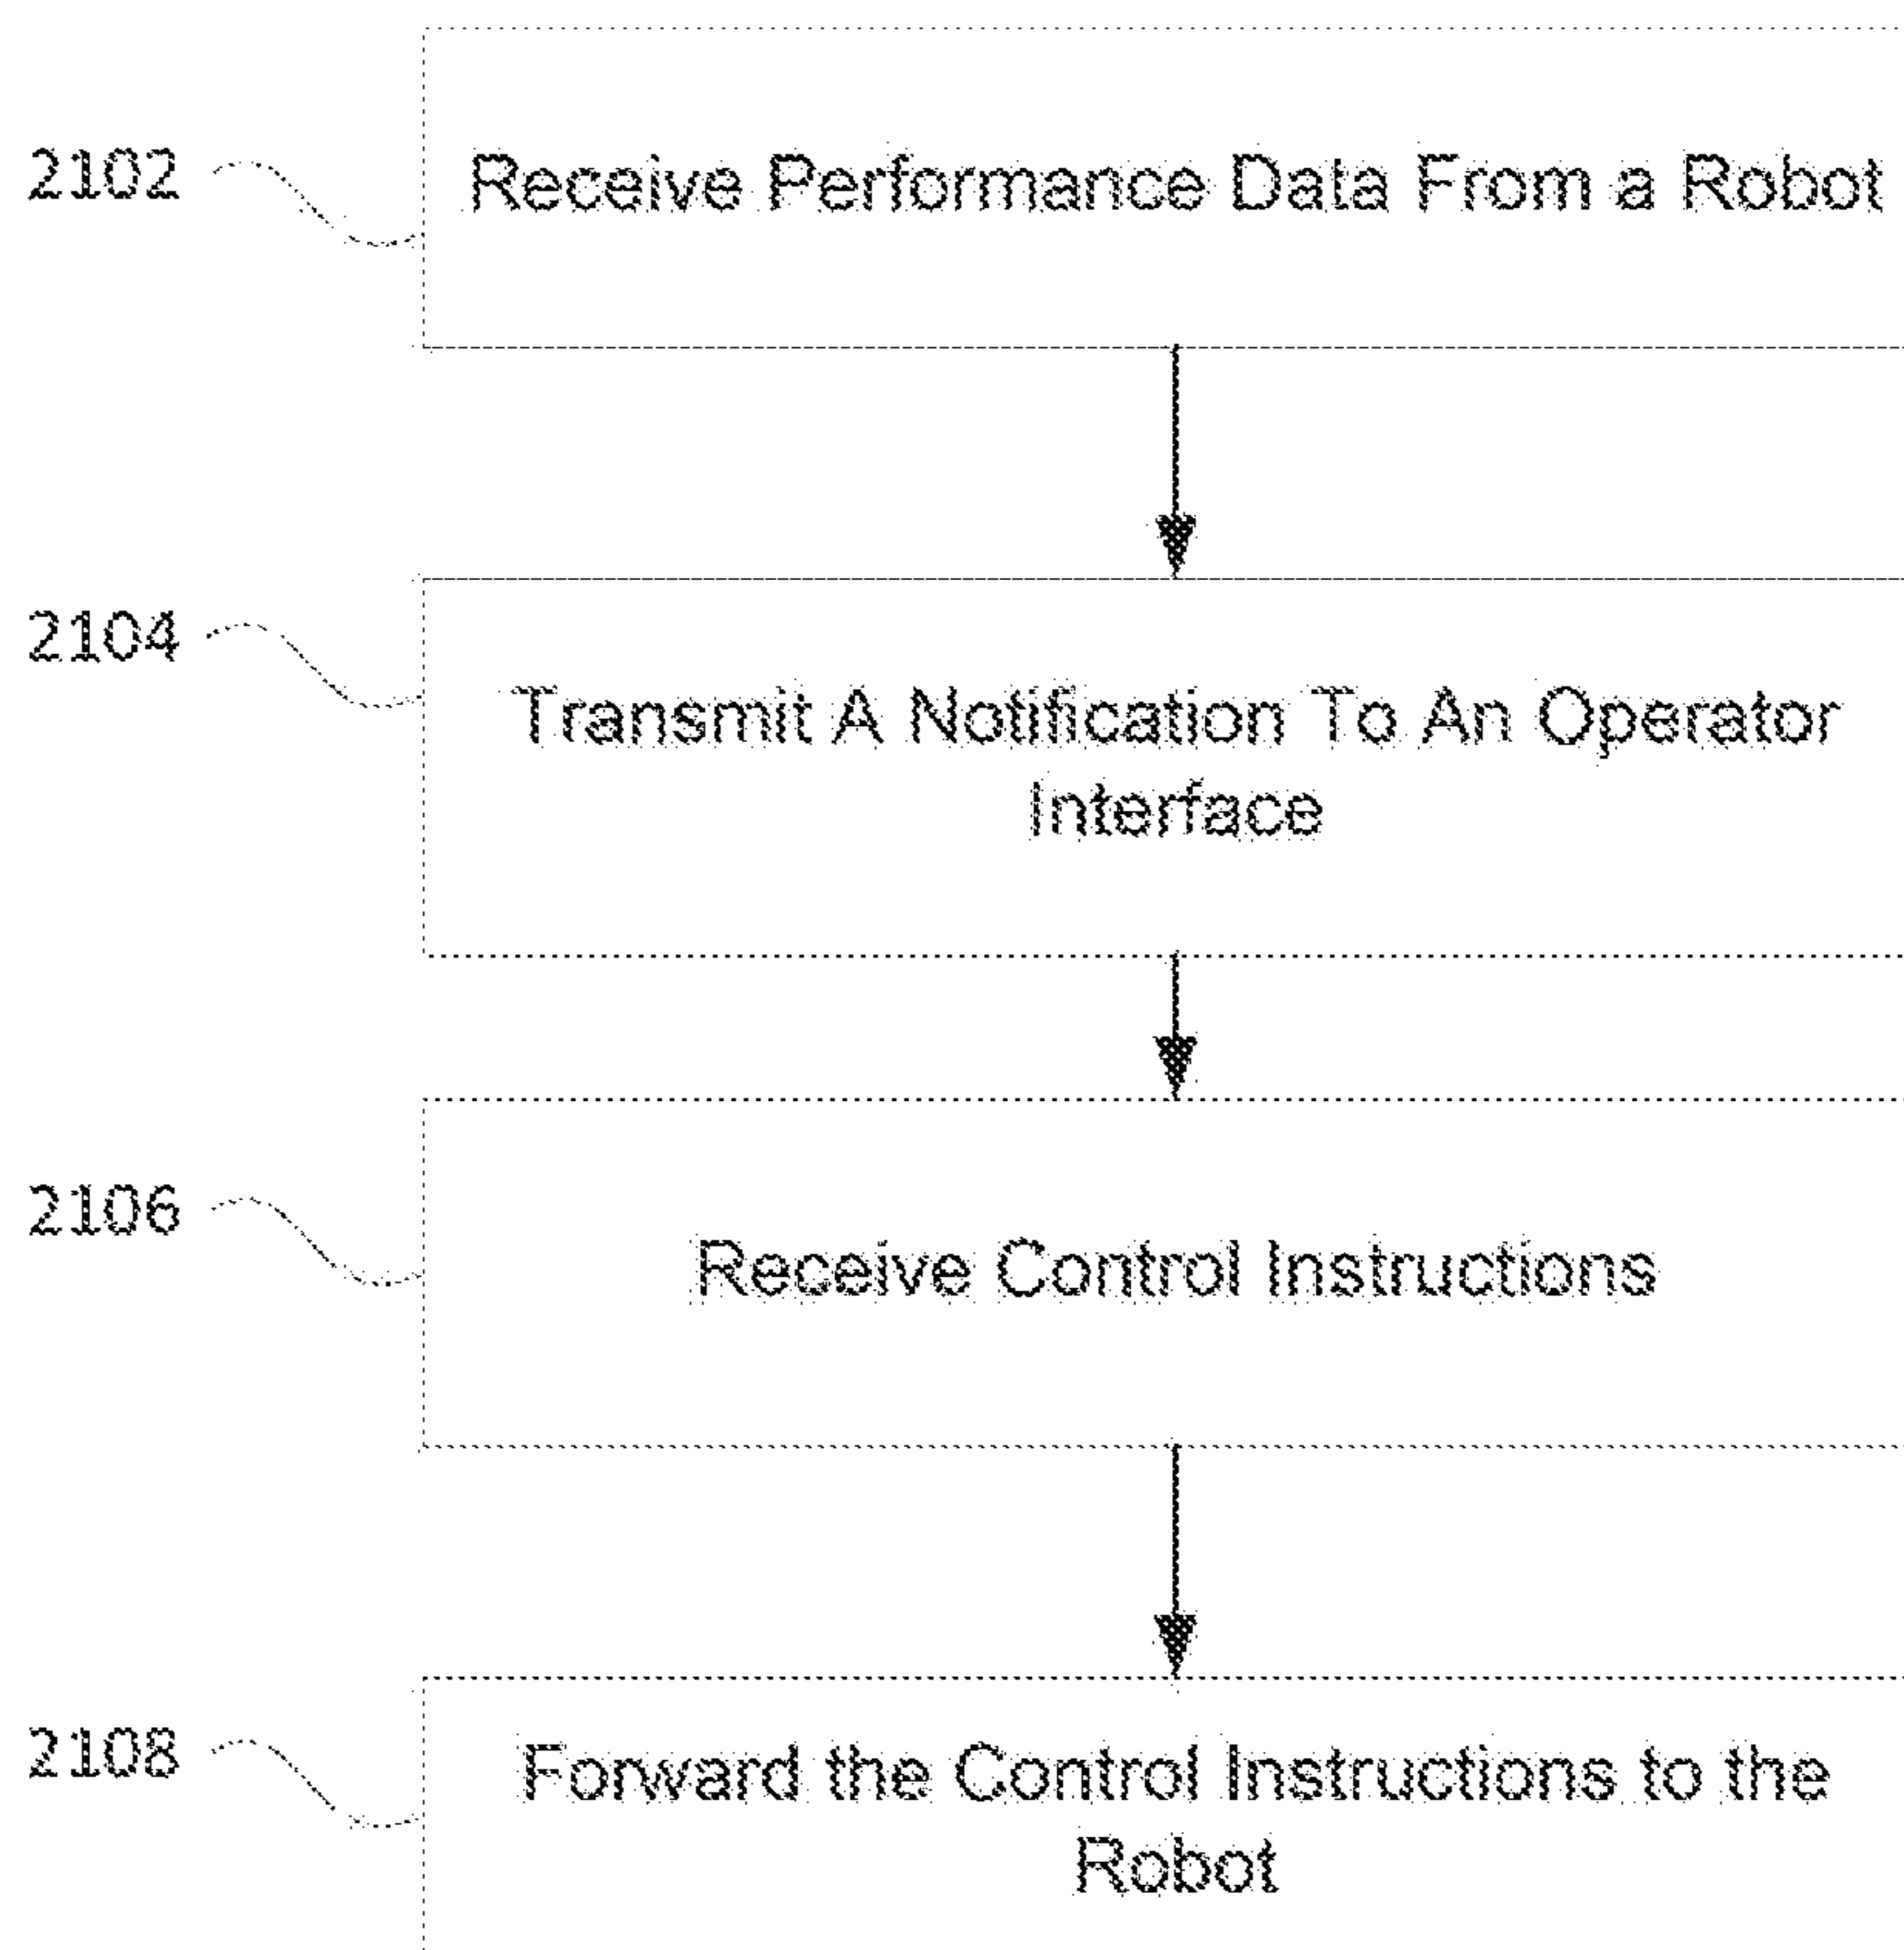 2102
Receive Performance Data From a Robot
2104
Transmit A Notification To An Operator
Interface
2106
Receive Control Instructions
2108
Forward the Control Instructions to the
Robot